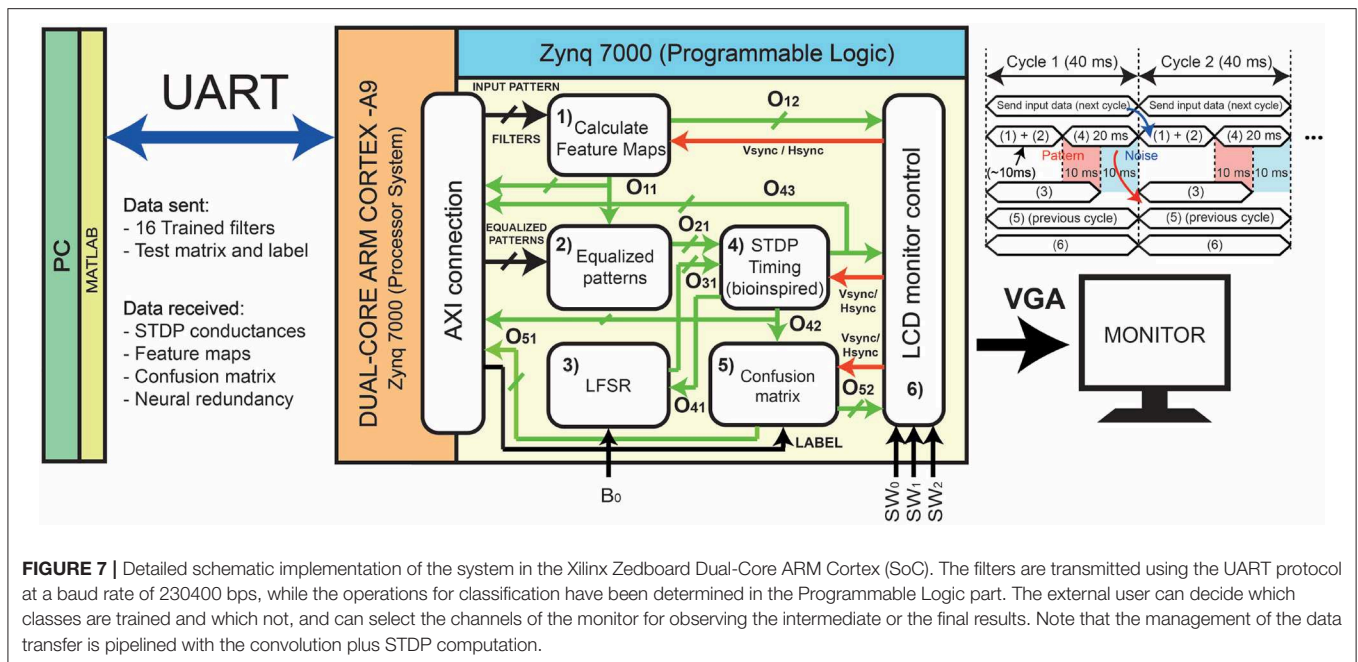 PC
MATLAB
UART
Data sent:
- 16 Trained filters
- Test matrix and label
Data received:
- STDP conductances
- Feature maps
- Confusion matrix
- Neural redundancy
DUAL-CORE ARM CORTEX -A9
Zynq 7000 (Processor System)
Zynq 7000 (Programmable Logic)
AXI connection
INPUT PATTERN
FILTERS
1) Calculate
Feature Maps
O12
Vsync / Hsync
O11
O43
EQUALIZED
PATTERNS
2) Equalized
patterns
O21
O31
4) STDP
Timing
(bioinspired)
Vsync/
Hsync
O42
O51
3) LFSR
O41
5) Confusion
matrix
Vsync/
Hsync
O52
LABEL
LCD monitor control
6)
B0
SW0
SW1
SW2
Cycle 1 (40 ms)
Cycle 2 (40 ms)
Send input data (next cycle)
Send input data (next cycle)
(1) + (2)
(4) 20 ms
(1) + (2)
(4) 20 ms
...
Pattern
Noise
(~10ms)
10 ms
10 ms
10 ms
10 ms
(3)
(3)
(5) (previous cycle)
(5) (previous cycle)
(6)
(6)
VGA
MONITOR
FIGURE 7 | Detailed schematic implementation of the system in the Xilinx Zedboard Dual-Core ARM Cortex (SoC). The filters are transmitted using the UART protocol
at a baud rate of 230400 bps, while the operations for classification have been determined in the Programmable Logic part. The external user can decide which
classes are trained and which not, and can select the channels of the monitor for observing the intermediate or the final results. Note that the management of the data
transfer is pipelined with the convolution plus STDP computation.